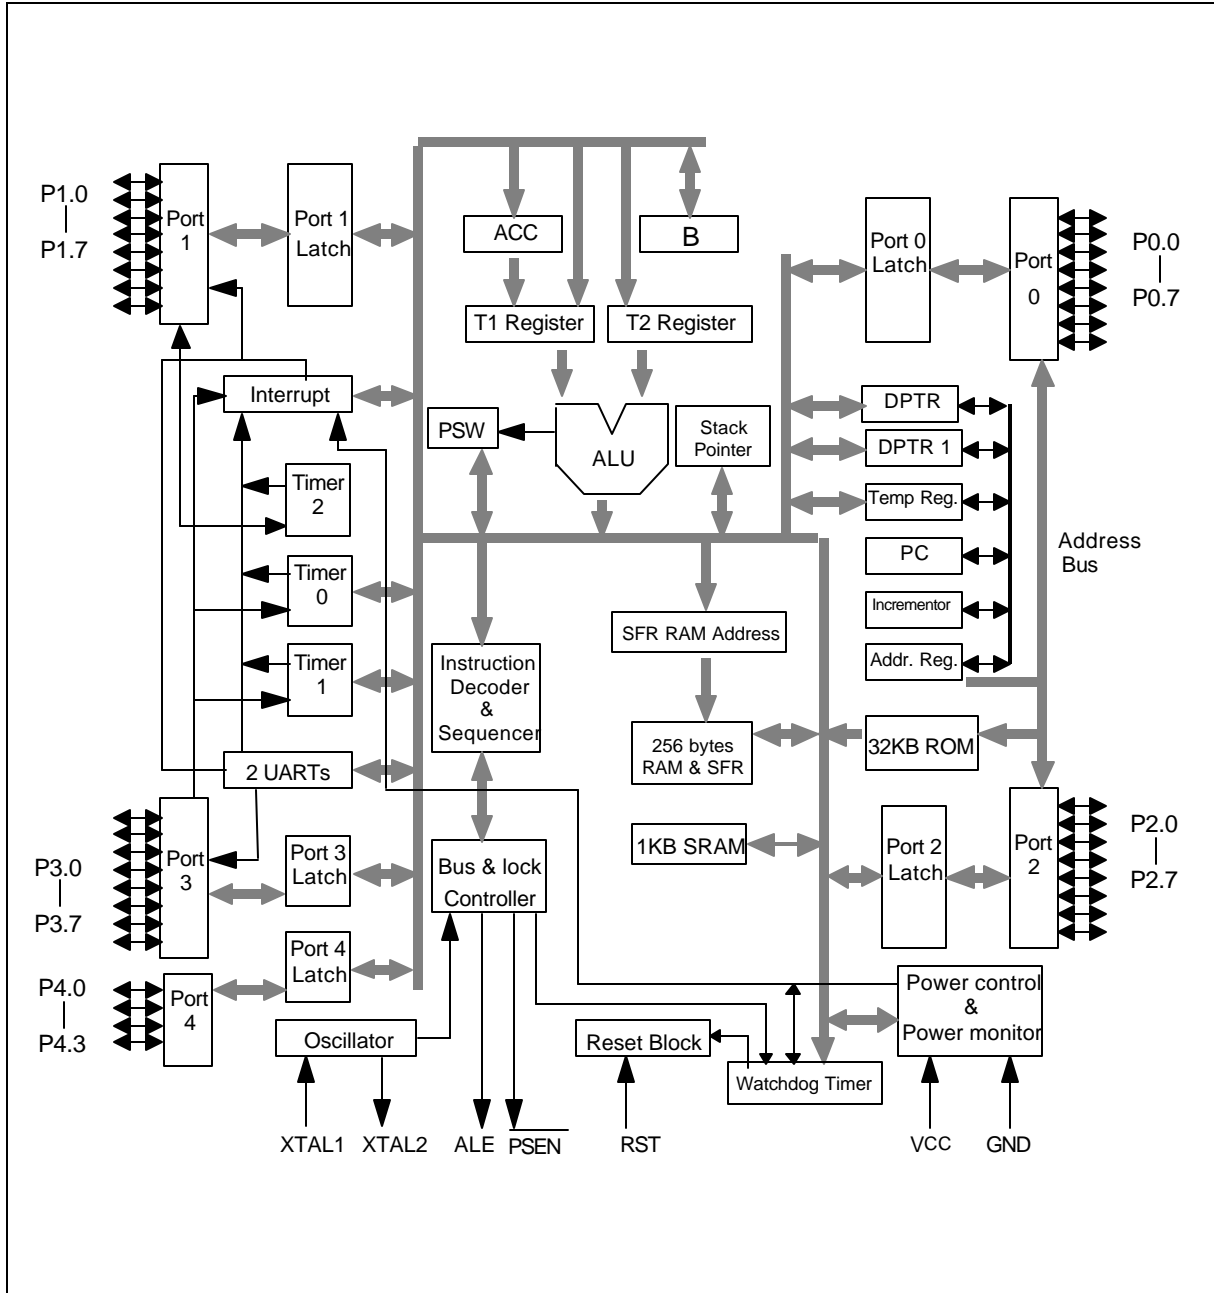 P1.0
P1.7
Port
1
Port 1
Latch
ACC
B
T1 Register
T2 Register
Port 0
Latch
Port
0
P0.0
P0.7
Interrupt
PSW
ALU
Stack
Pointer
DPTR
DPTR 1
Temp Reg.
PC
Incrementor
Addr. Reg.
Address
Bus
Timer
2
Timer
0
Timer
1
2 UARTs
Instruction
Decoder
&
Sequencer
SFR RAM Address
256 bytes
RAM & SFR
32KB ROM
1KB SRAM
P3.0
P3.7
Port
3
Port 3
Latch
Bus & lock
Controller
Port 2
Latch
Port
2
P2.0
P2.7
P4.0
P4.3
Port
4
Port 4
Latch
Oscillator
Reset Block
Watchdog Timer
Power control
&
Power monitor
XTAL1
XTAL2
ALE
PSEN
RST
VCC
GND